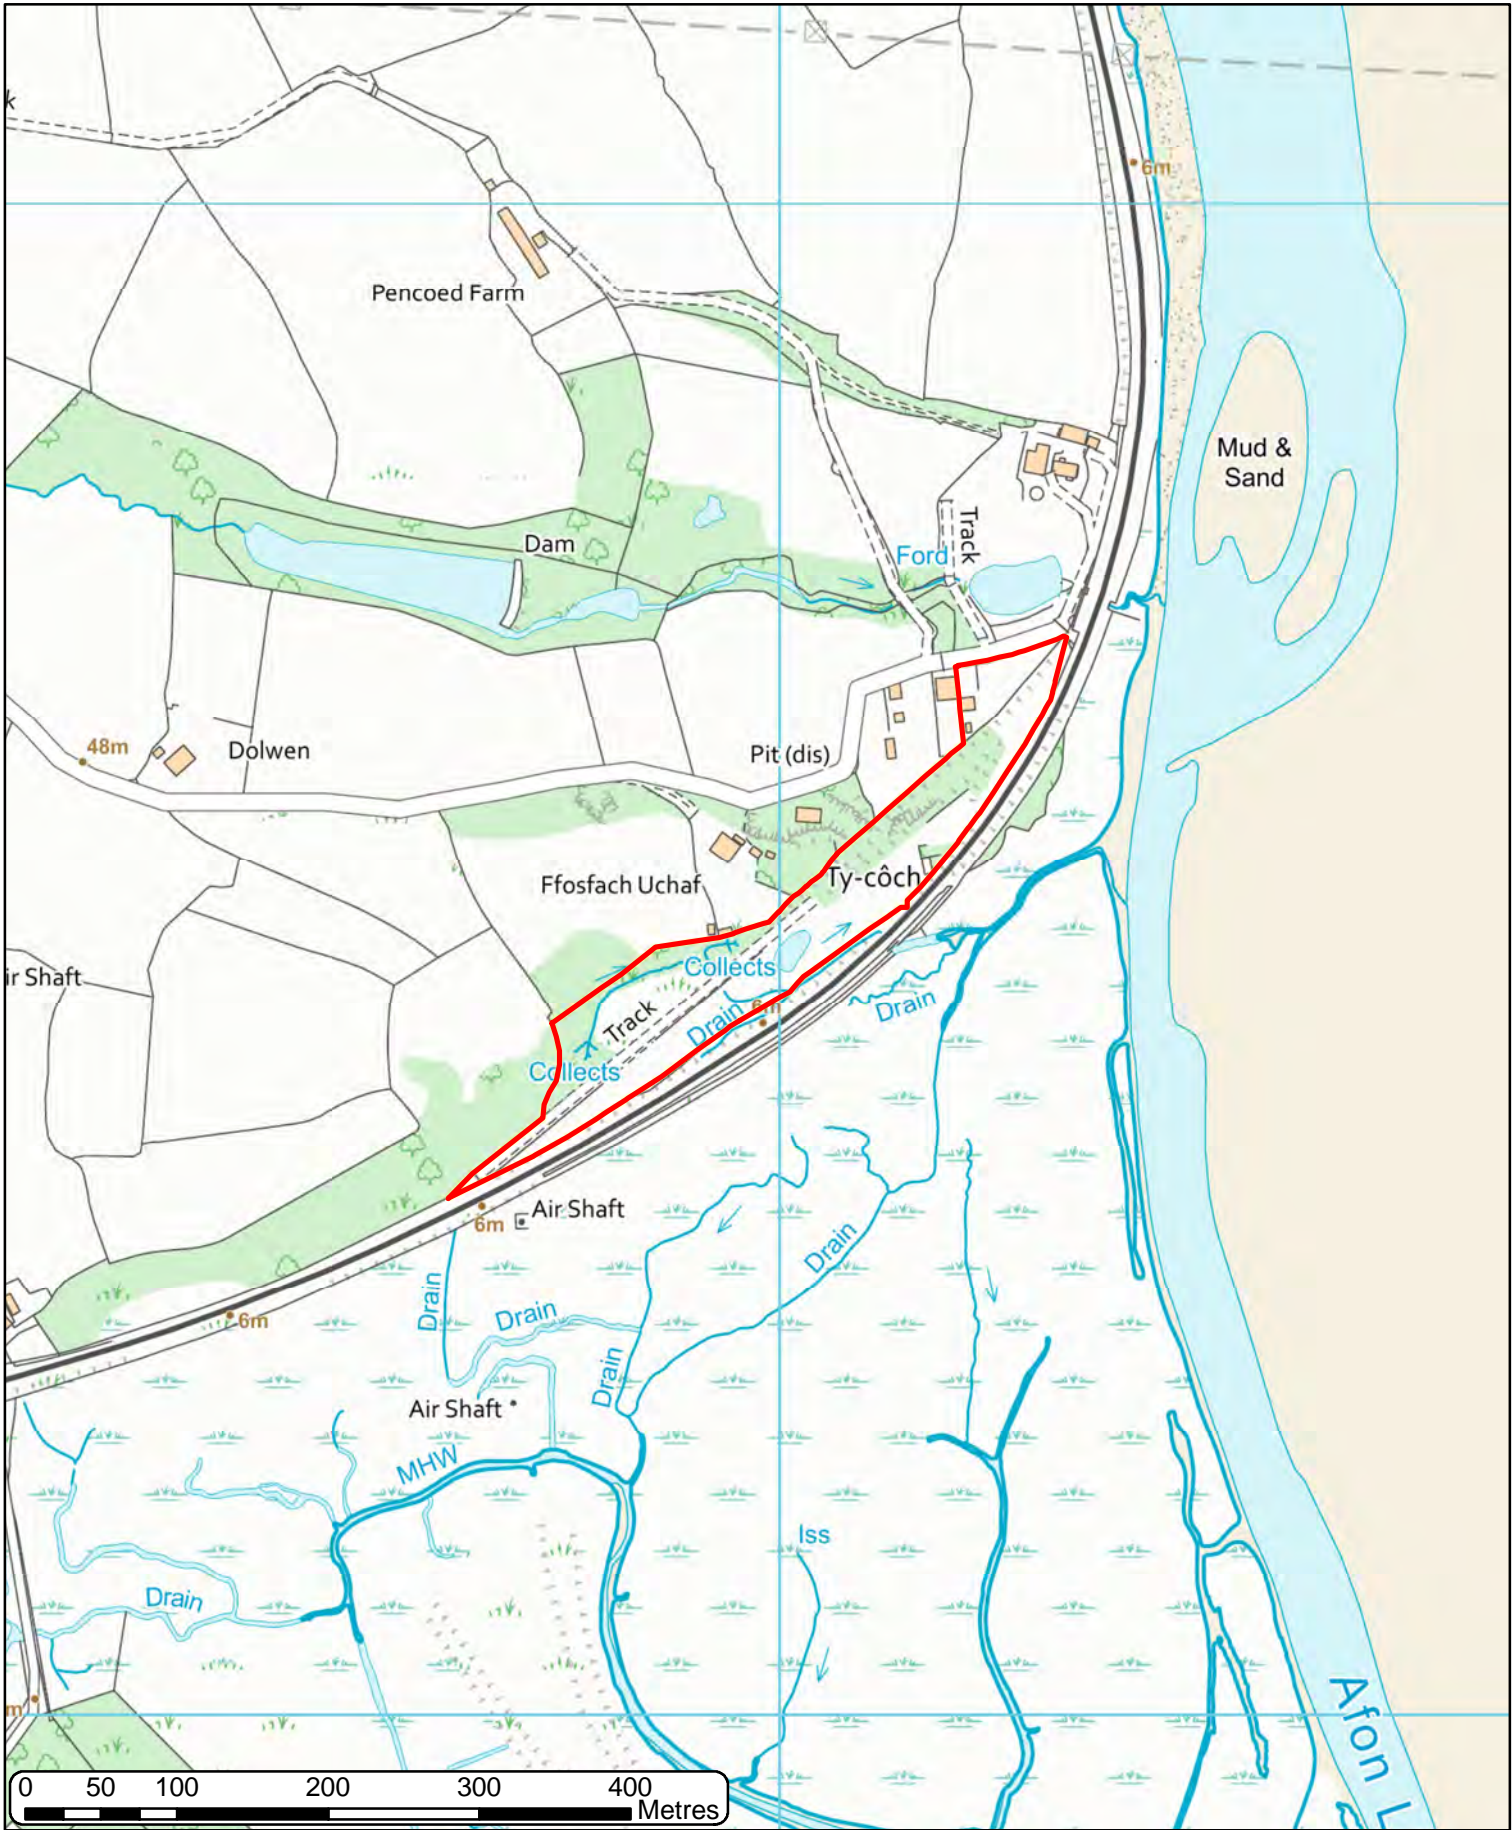 k
6m
Pencoed Farm
Mud &
Sand
Track
Dam
Ford
48m
Dolwen
Pit (dis)
Ffosfach Uchaf
Ty-côch
ir Shaft
Collects
Track
Drain
6m
Drain
Collects
6m
Air Shaft
Drain
Drain
Drain
6m
Drain
Air Shaft
MHW
Iss
Drain
m
Afon L
0 50 100 200 300 400
Metres